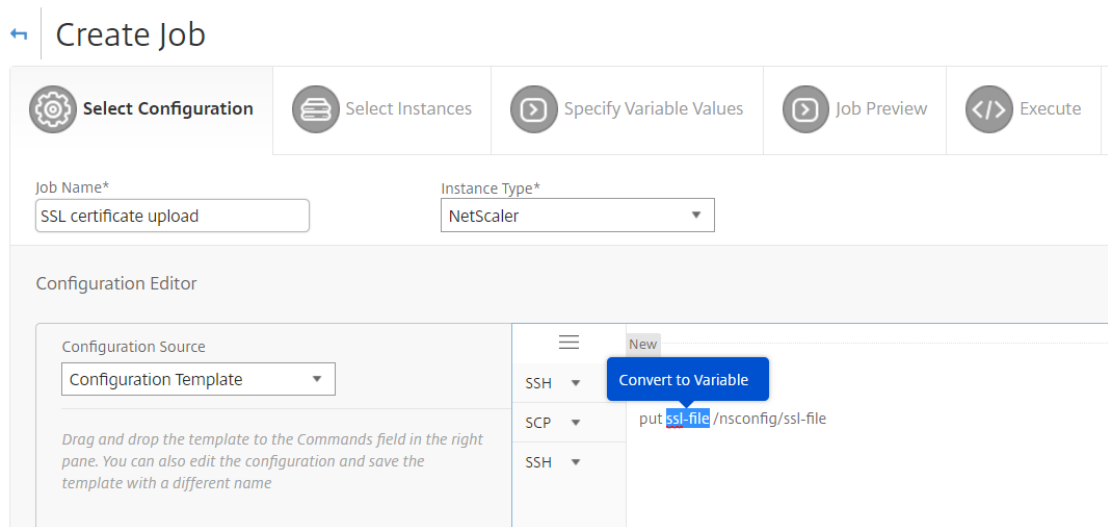 Create Job
Select Configuration
Select Instances
Specify Variable Values
Job Preview
Execute
Job Name*
Instance Type*
SSL certificate upload
NetScaler
Configuration Editor
Configuration Source
Configuration Template
Drag and drop the template to the Commands field in the right
pane. You can also edit the configuration and save the
template with a different name
New
SSH
Convert to Variable
SCP
put ssl-file /nsconfig/ssl-file
SSH